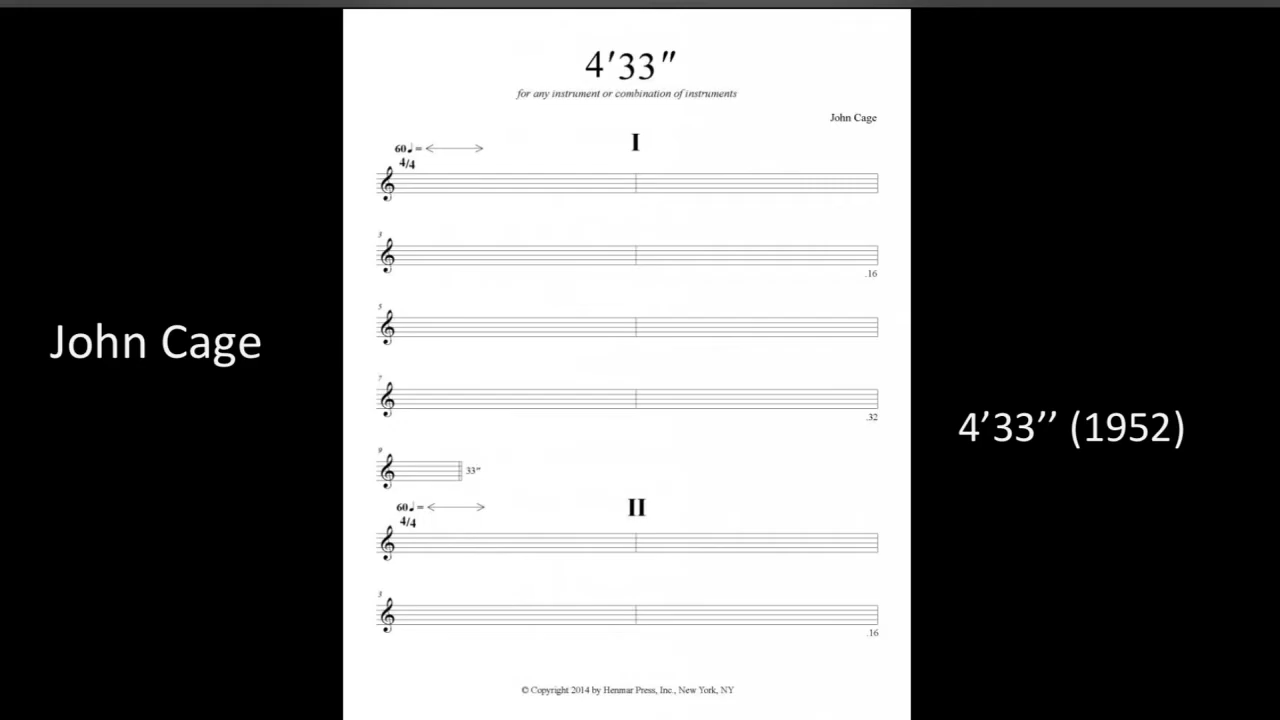 4′33″
for any instrument or combination of instruments
John Cage
I
60♩ =
4/4
3
.16
5
7
.32
9
33″
II
60♩ =
4/4
3
.16
© Copyright 2014 by Henmar Press, Inc., New York, NY
John Cage
4’33’’ (1952)